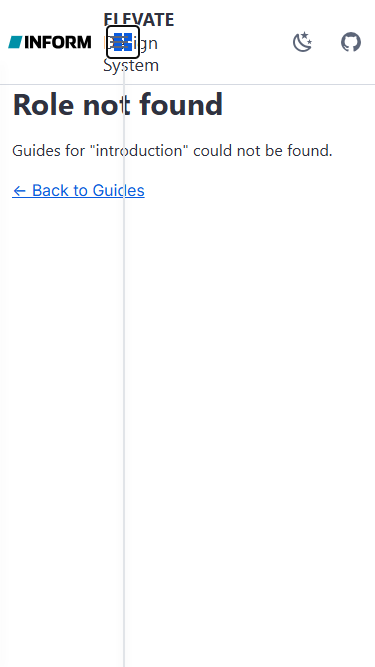 INFORM
ELEVATE
Design
System
Role not found
Guides for "introduction" could not be found.
← Back to Guides